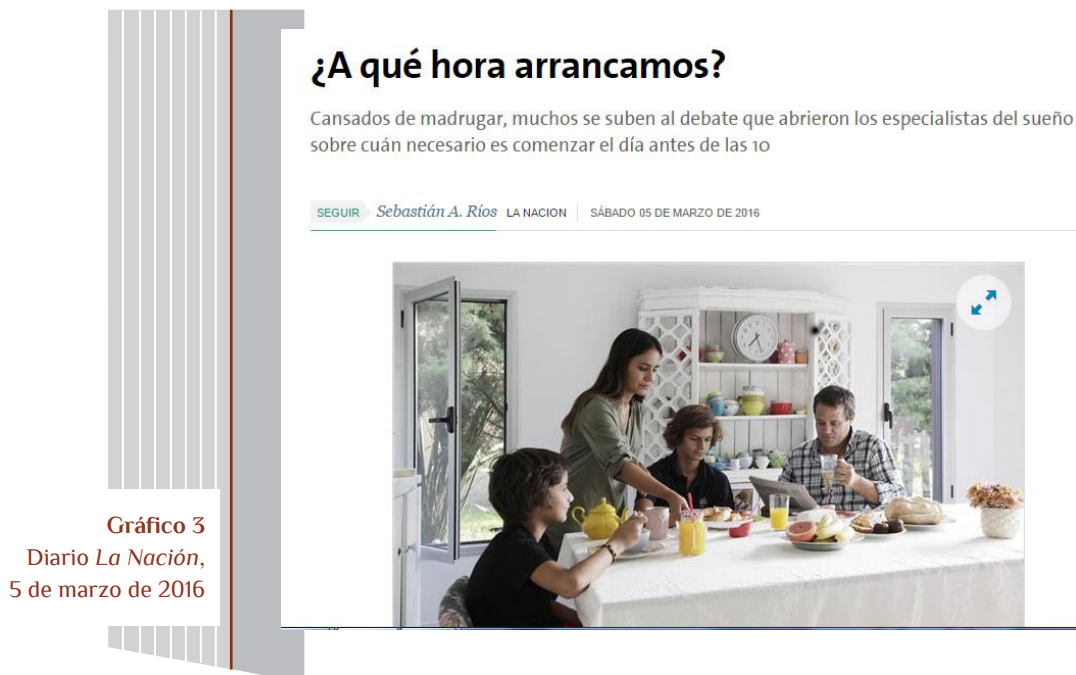 ¿A qué hora arrancamos?
Cansados de madrugar, muchos se suben al debate que abrieron los especialistas del sueño
sobre cuán necesario es comenzar el día antes de las 10
SEGUIR Sebastián A. Ríos LA NACION SÁBADO 05 DE MARZO DE 2016
Gráfico 3
Diario La Nación,
5 de marzo de 2016